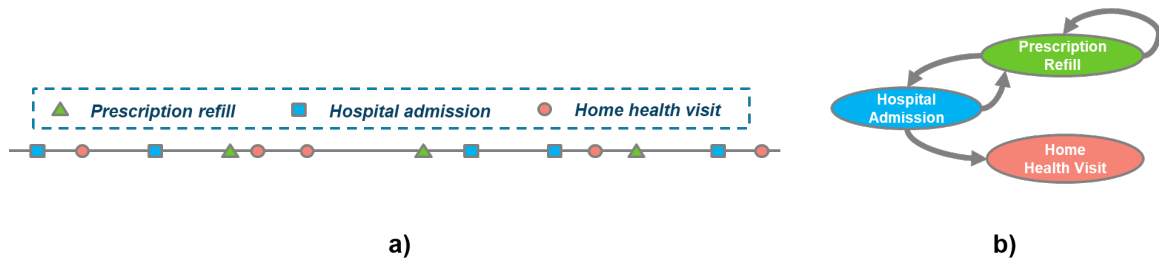 Prescription refill
Hospital admission
Home health visit
a)
Prescription
Refill
Hospital
Admission
Home
Health Visit
b)